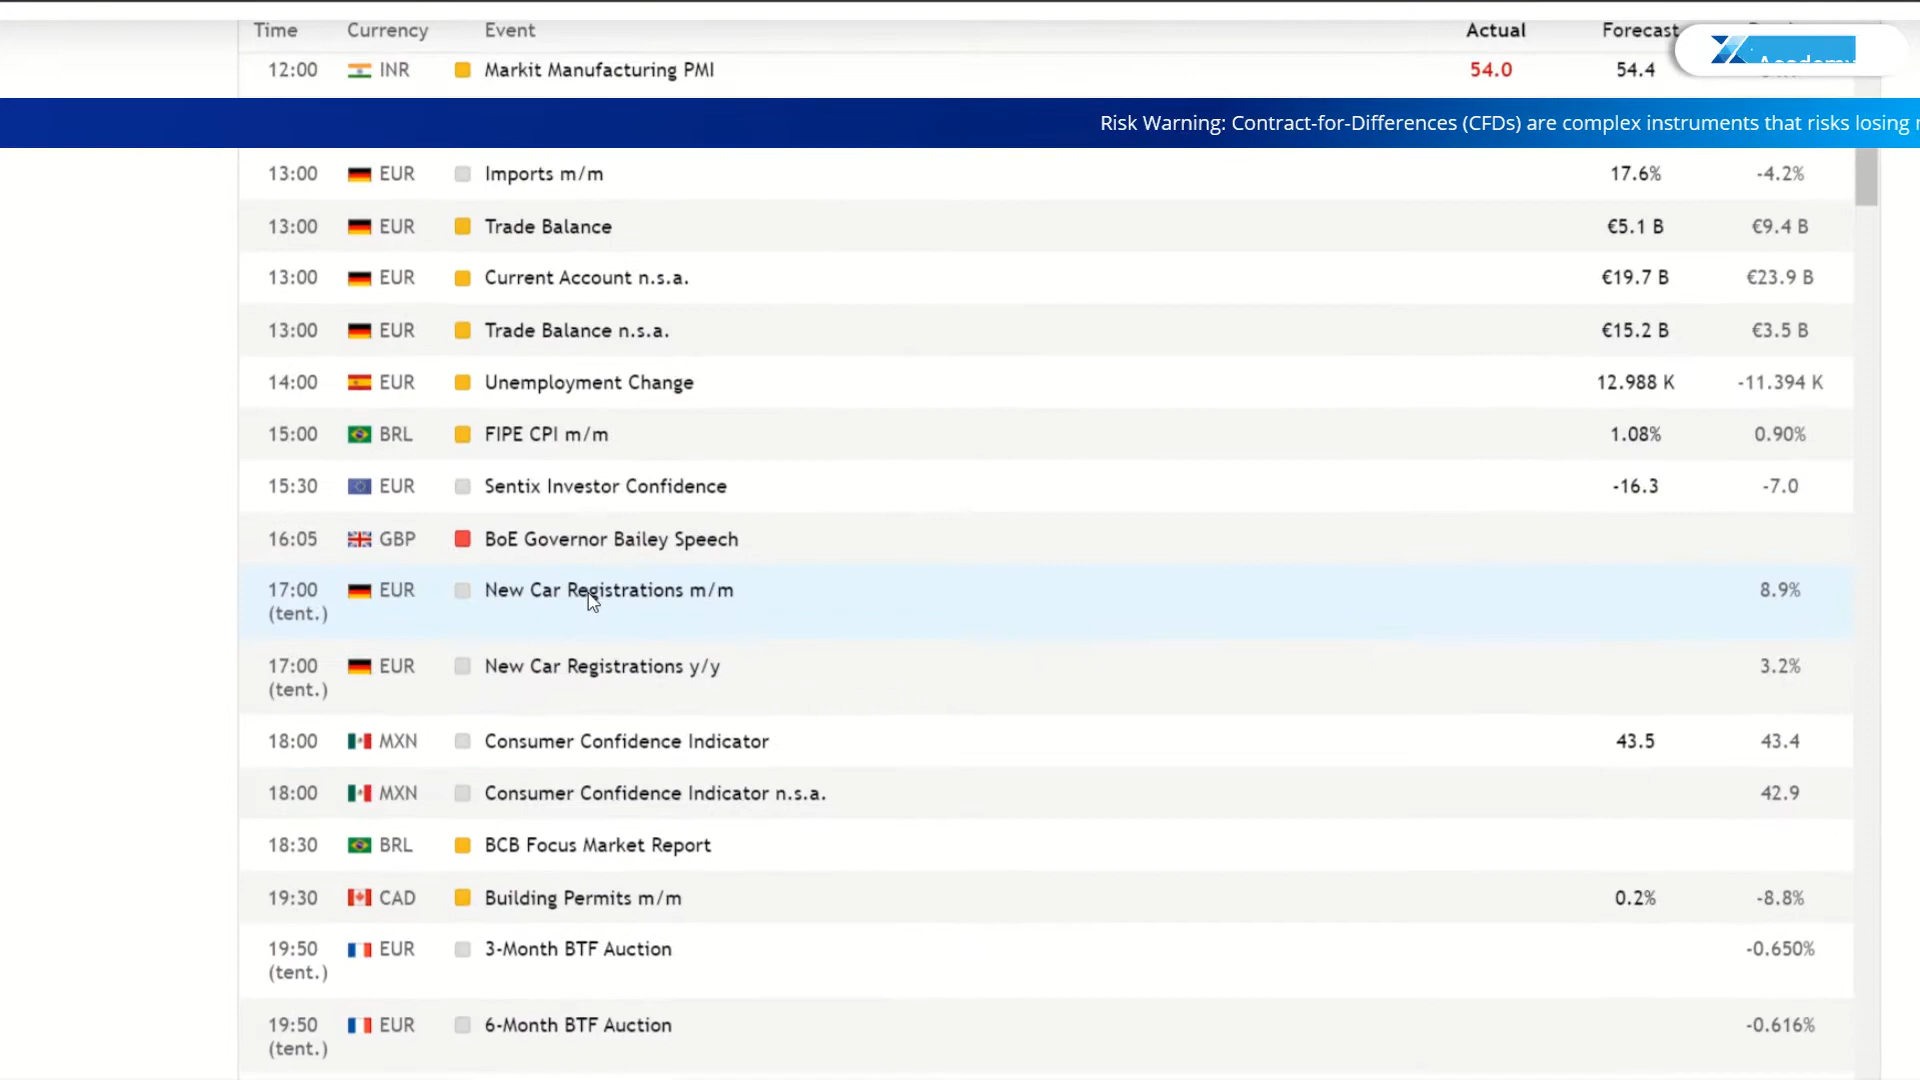 Time Currency Event Actual Forecast
12:00 INR Markit Manufacturing PMI 54.0 54.4
Risk Warning: Contract-for-Differences (CFDs) are complex instruments that risks losing
13:00 EUR Imports m/m 17.6% -4.2%
13:00 EUR Trade Balance €5.1 B €9.4 B
13:00 EUR Current Account n.s.a. €19.7 B €23.9 B
13:00 EUR Trade Balance n.s.a. €15.2 B €3.5 B
14:00 EUR Unemployment Change 12.988 K -11.394 K
15:00 BRL FIPE CPI m/m 1.08% 0.90%
15:30 EUR Sentix Investor Confidence -16.3 -7.0
16:05 GBP BoE Governor Bailey Speech
17:00 EUR New Car Registrations m/m 8.9%
(tent.)
17:00 EUR New Car Registrations y/y 3.2%
(tent.)
18:00 MXN Consumer Confidence Indicator 43.5 43.4
18:00 MXN Consumer Confidence Indicator n.s.a. 42.9
18:30 BRL BCB Focus Market Report
19:30 CAD Building Permits m/m 0.2% -8.8%
19:50 EUR 3-Month BTF Auction -0.650%
(tent.)
19:50 EUR 6-Month BTF Auction -0.616%
(tent.)